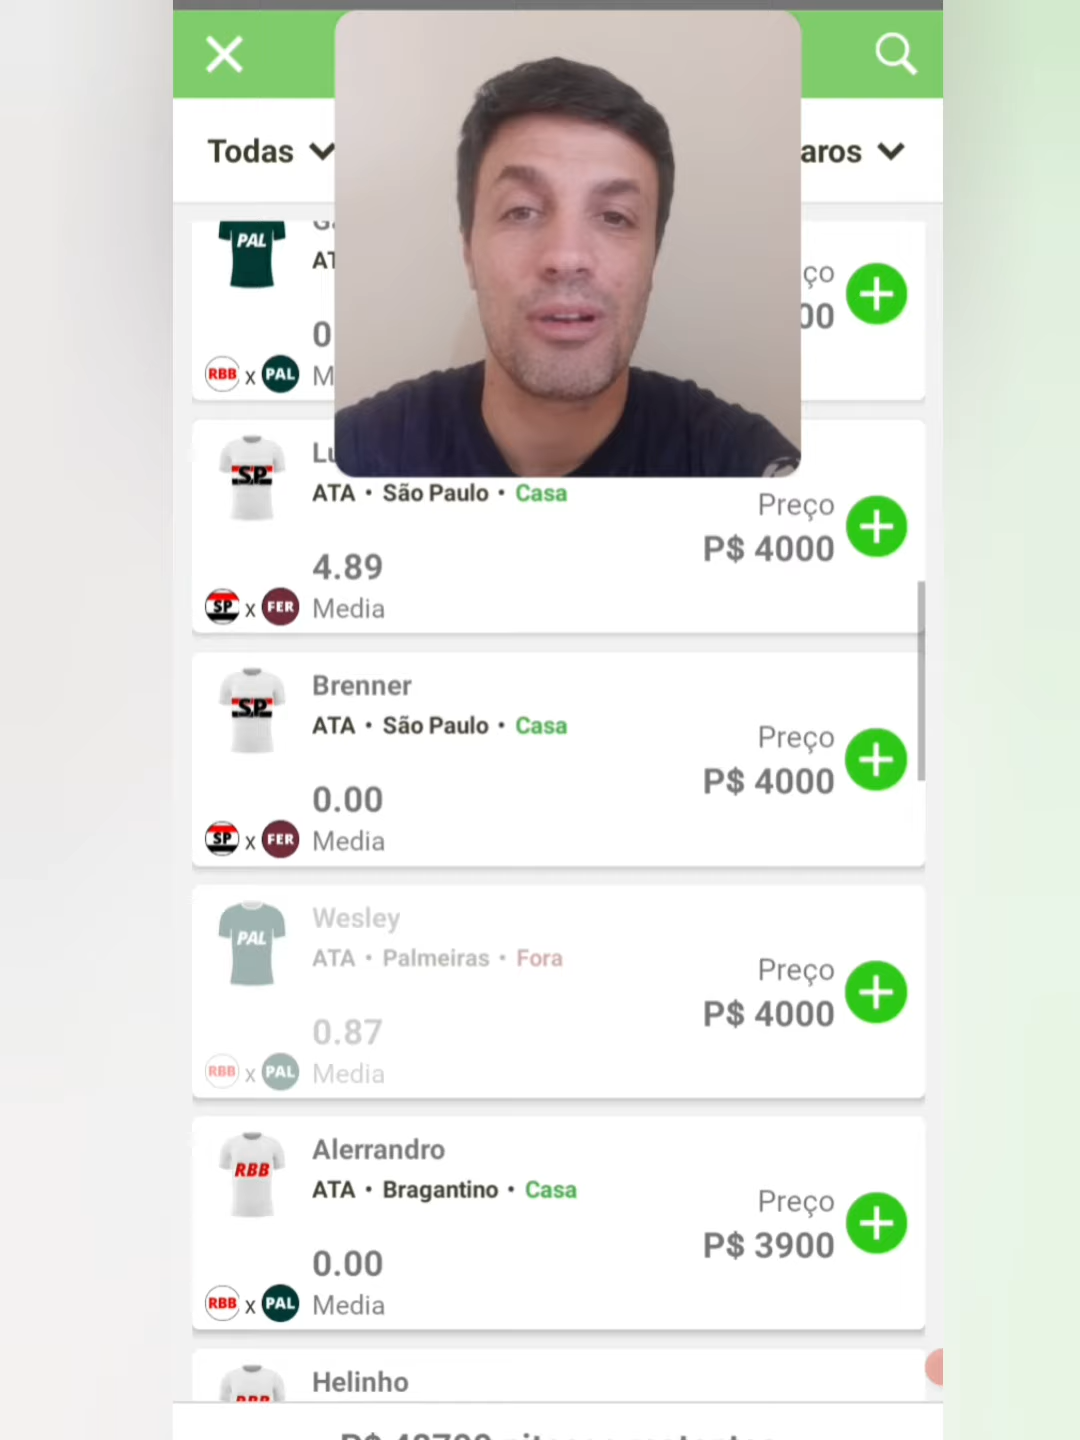 Todas
aros
PAL
AT
ço
00
0
RBB x PAL M
SP
Lu
ATA • São Paulo • Casa
Preço
P$ 4000
4.89
SP x FER Media
SP
Brenner
ATA • São Paulo • Casa
Preço
P$ 4000
0.00
SP x FER Media
PAL
Wesley
ATA • Palmeiras • Fora
Preço
P$ 4000
0.87
RBB x PAL Media
RBB
Alerrandro
ATA • Bragantino • Casa
Preço
P$ 3900
0.00
RBB x PAL Media
Helinho